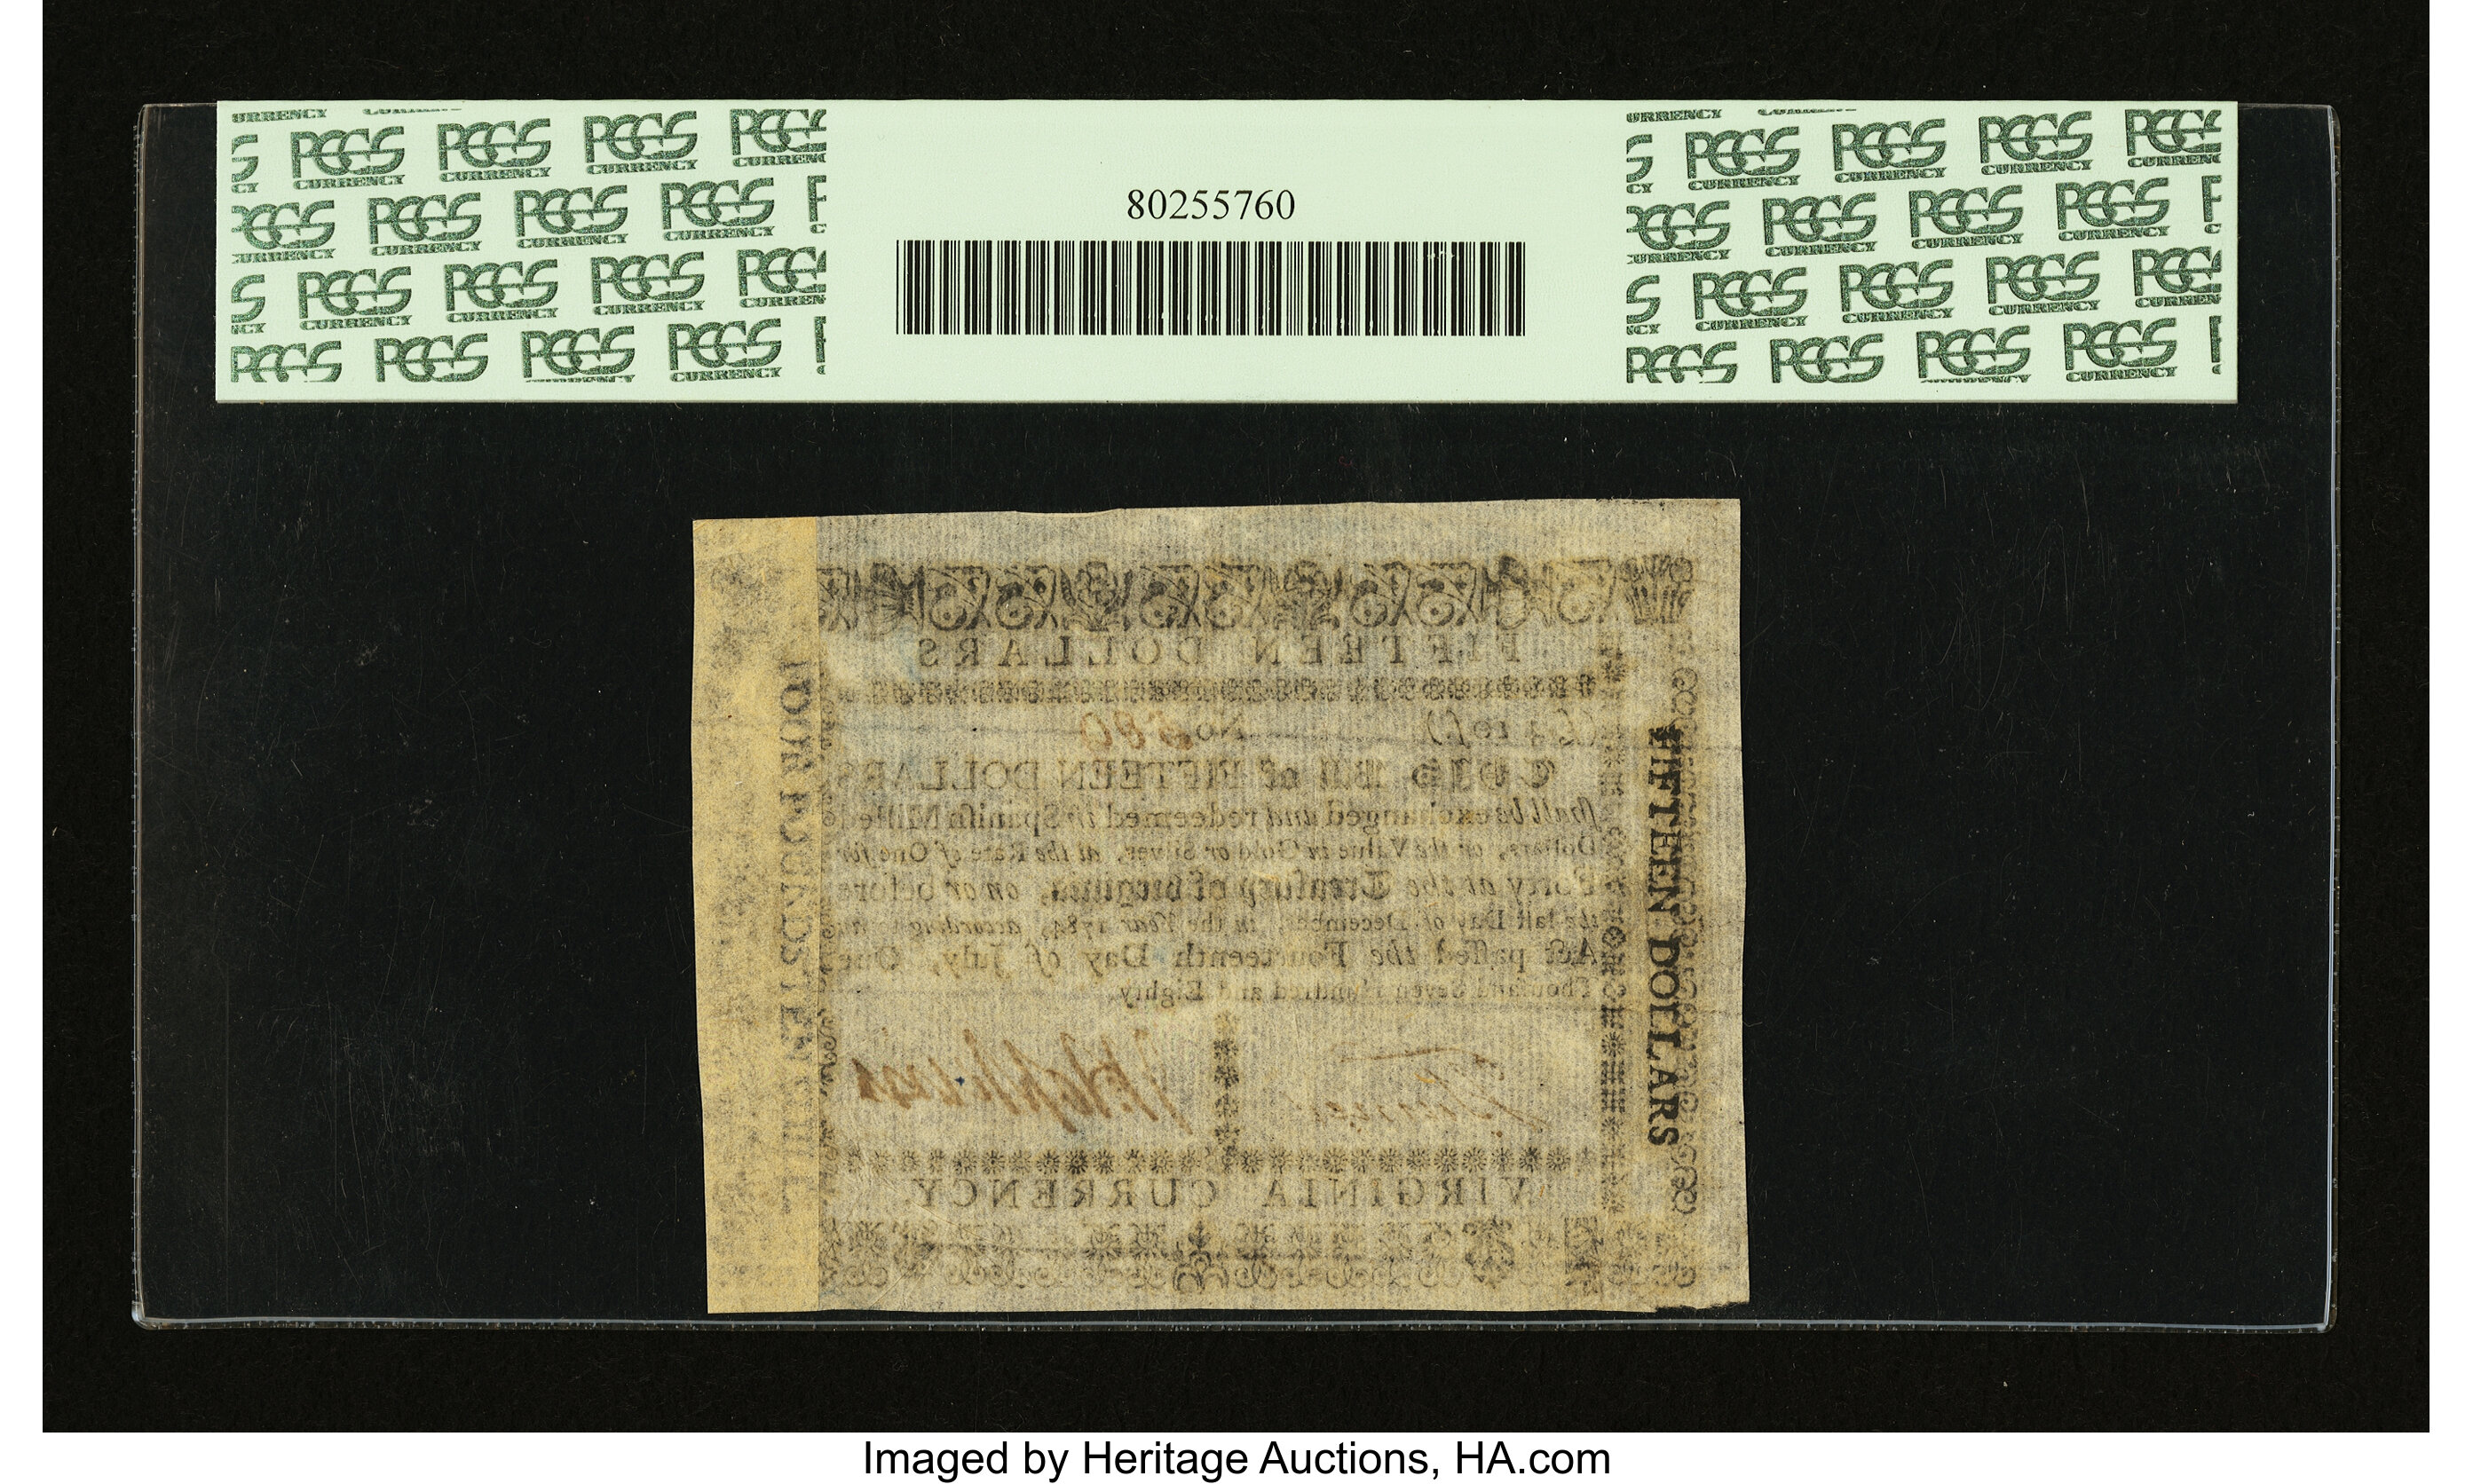 PCGS CURRENCY
80255760
FIFTEEN DOLLARS
No 580
This Bill of FIFTEEN DOLLARS
ſhall be exchanged and redeemed in Spaniſh Milled
Dollars, or the Value in Gold or Silver, at the Rate of One for
Forty at the Treaſury of Virginia, on or before
the laſt Day of December, in the Year 1784, according to an
Act paſſed the Fourteenth Day of July, One
Thouſand Seven Hundred and Eighty.
VIRGINIA CURRENCY.
FIFTEEN DOLLARS
Imaged by Heritage Auctions, HA.com